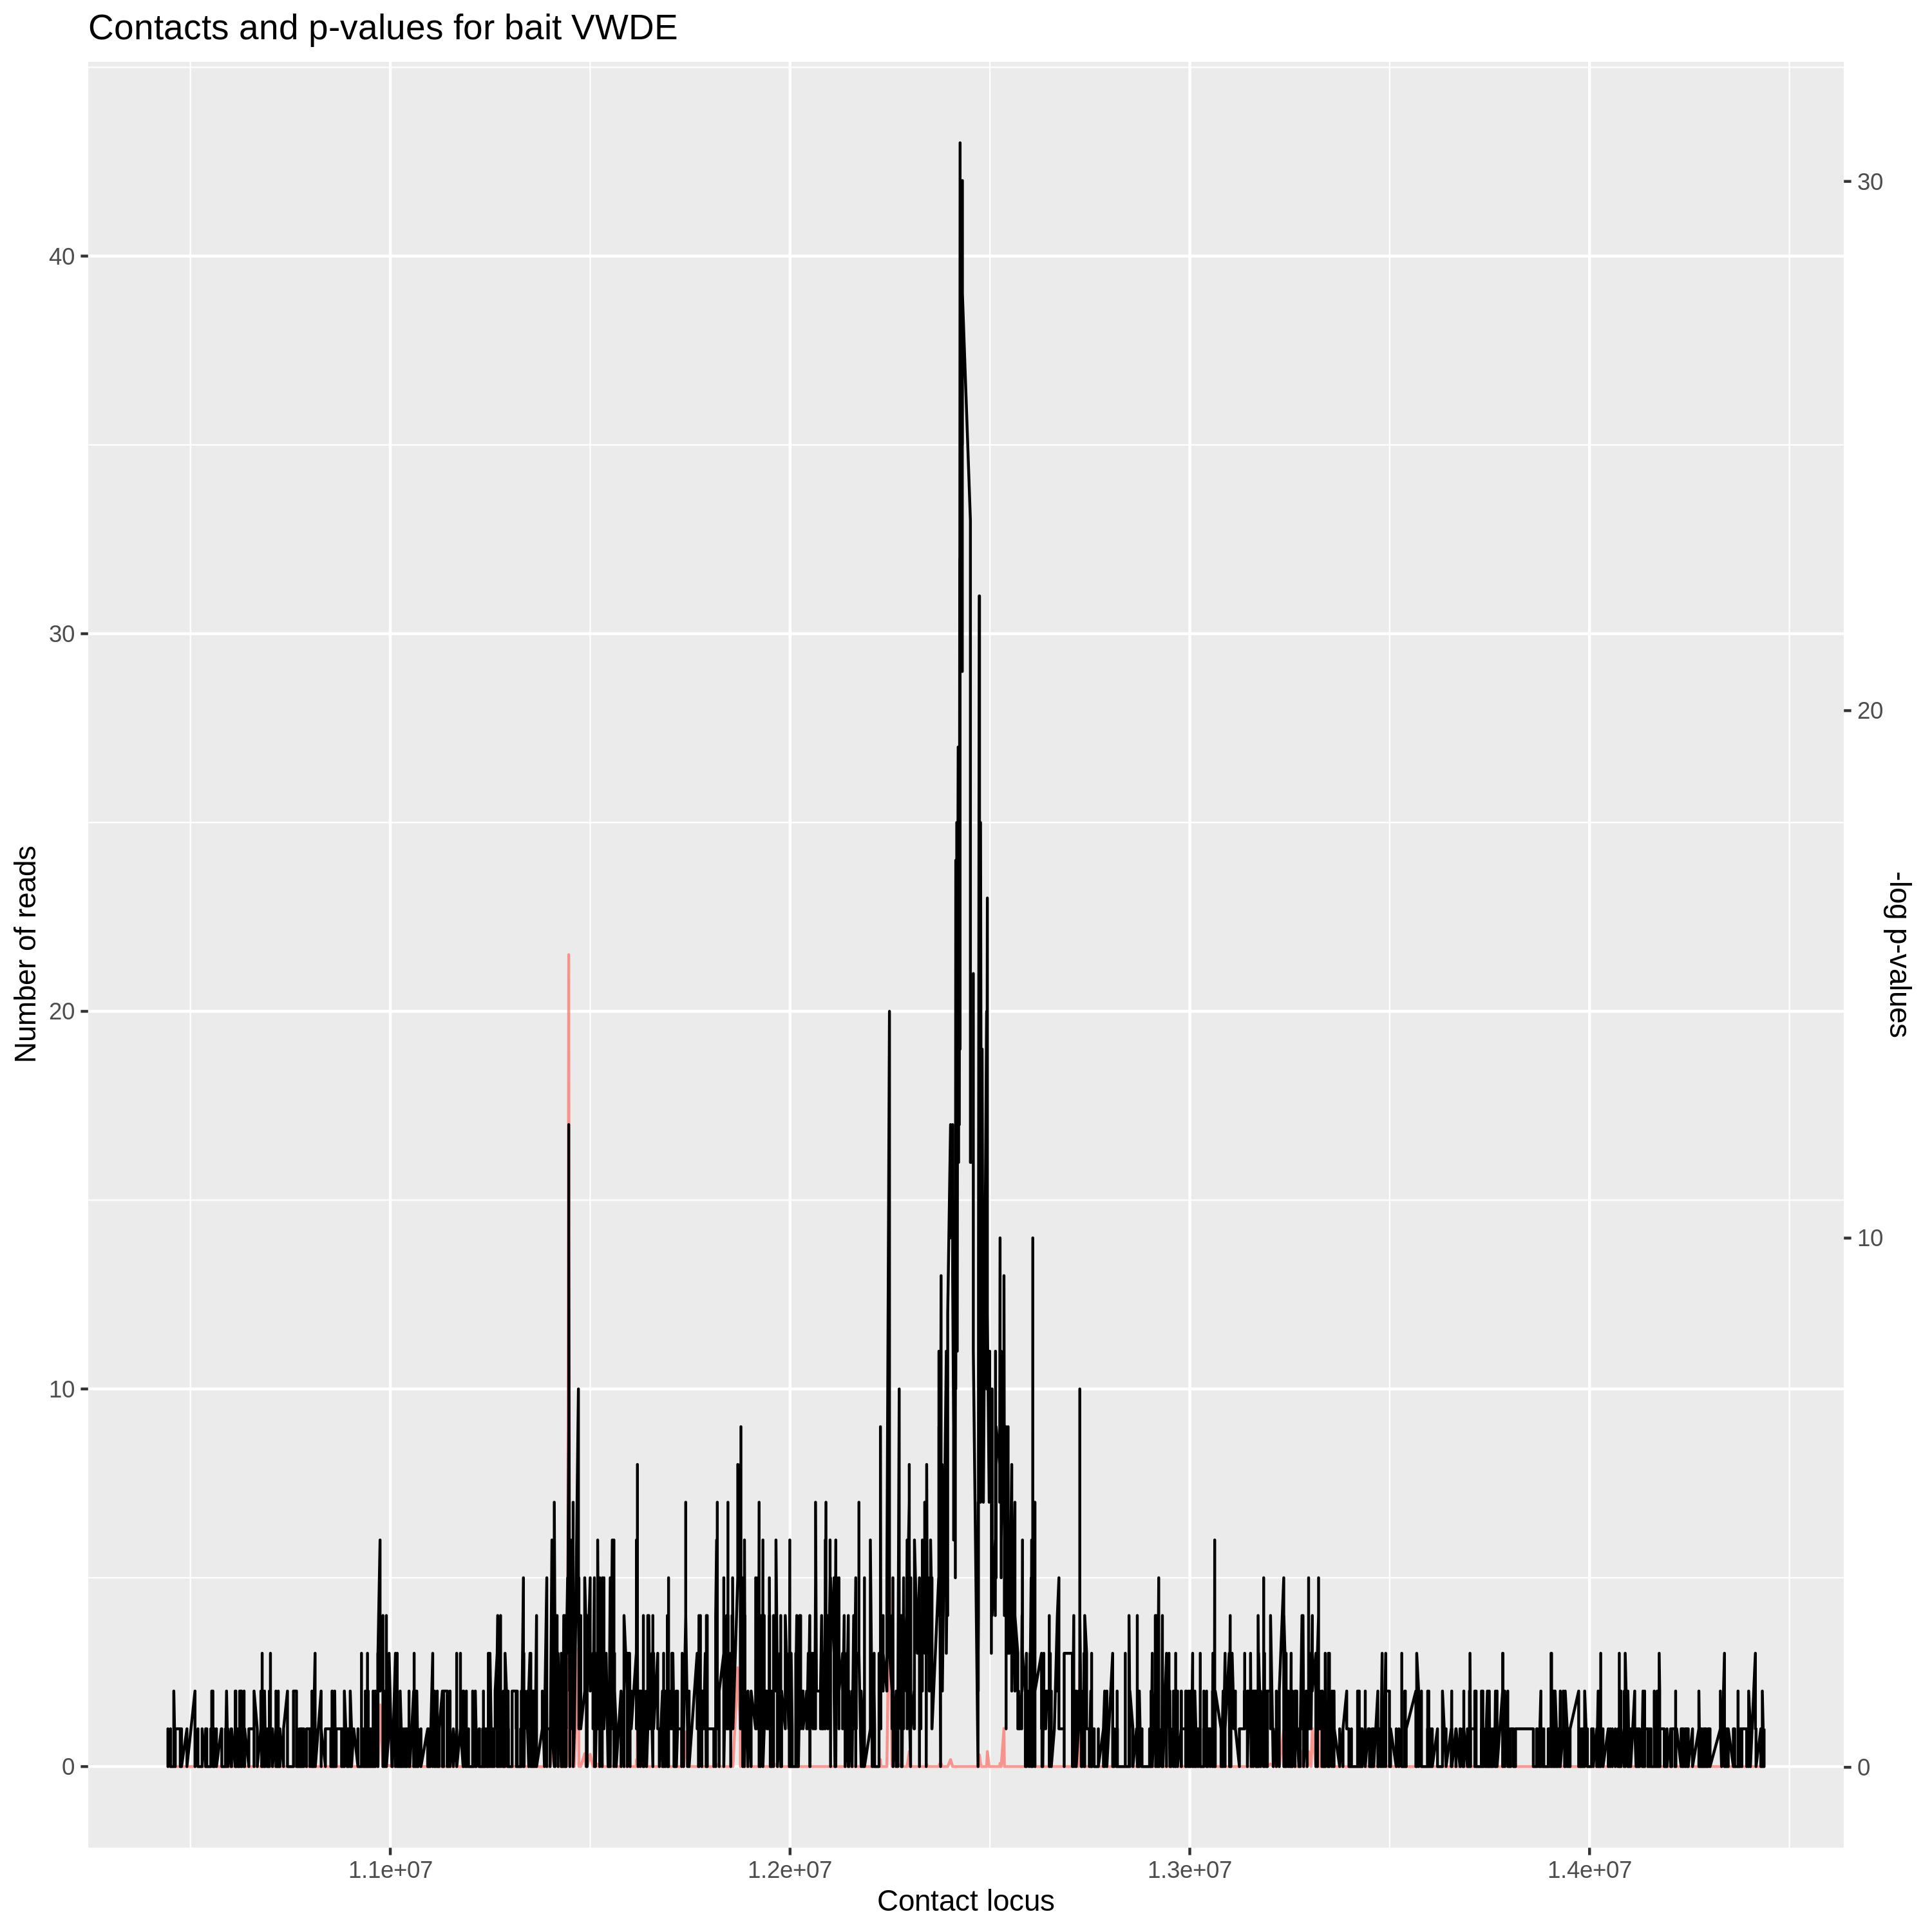 Contacts and p-values for bait VWDE
Number of reads
40
30
20
10
0
30
20
10
0
-log p-values
1.1e+07
1.2e+07
1.3e+07
1.4e+07
Contact locus